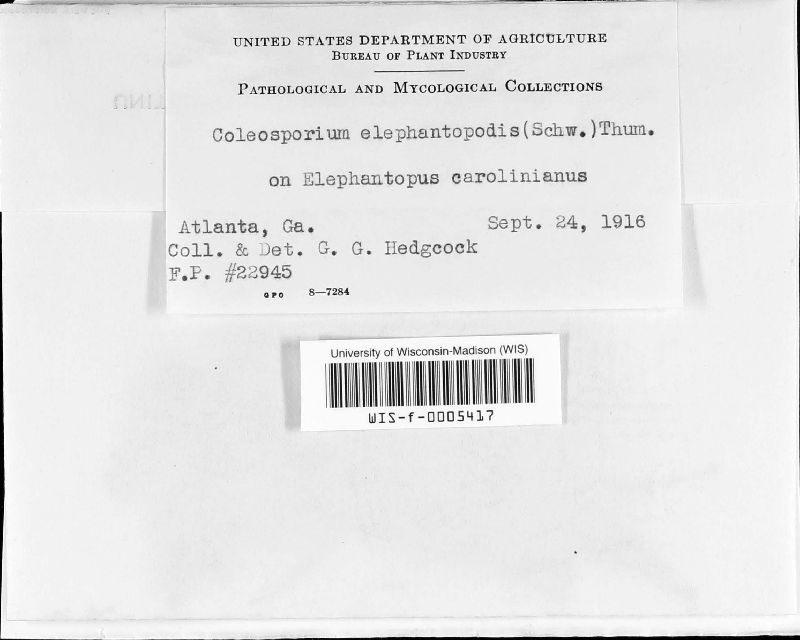 UNITED STATES DEPARTMENT OF AGRICULTURE
BUREAU OF PLANT INDUSTRY
PATHOLOGICAL AND MYCOLOGICAL COLLECTIONS
Coleosporium elephantopodis(Schw.)Thum.
on Elephantopus carolinianus
Atlanta, Ga. Sept. 24, 1916
Coll. & Det. G. G. Hedgcock
F.P. #22945
GPO 8—7284
University of Wisconsin-Madison (WIS)
WIS-f-0005417